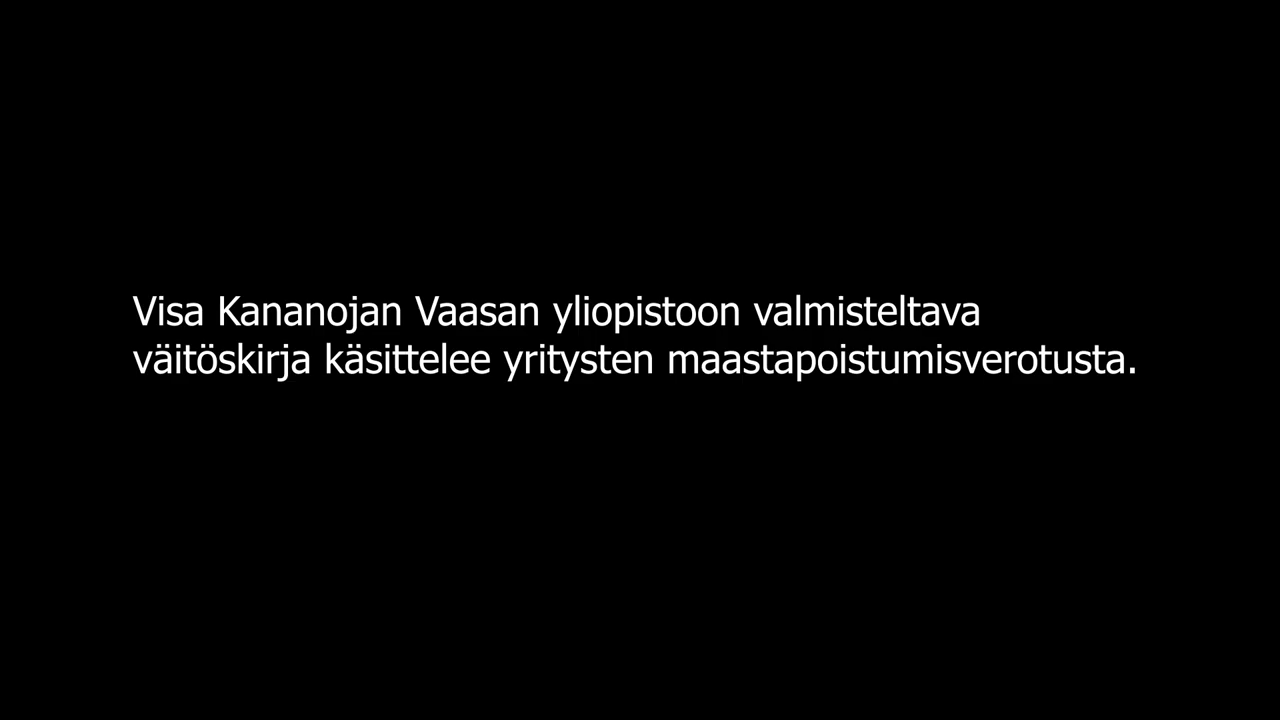 Visa Kananojan Vaasan yliopistoon valmisteltava
väitöskirja käsittelee yritysten maastapoistumisverotusta.